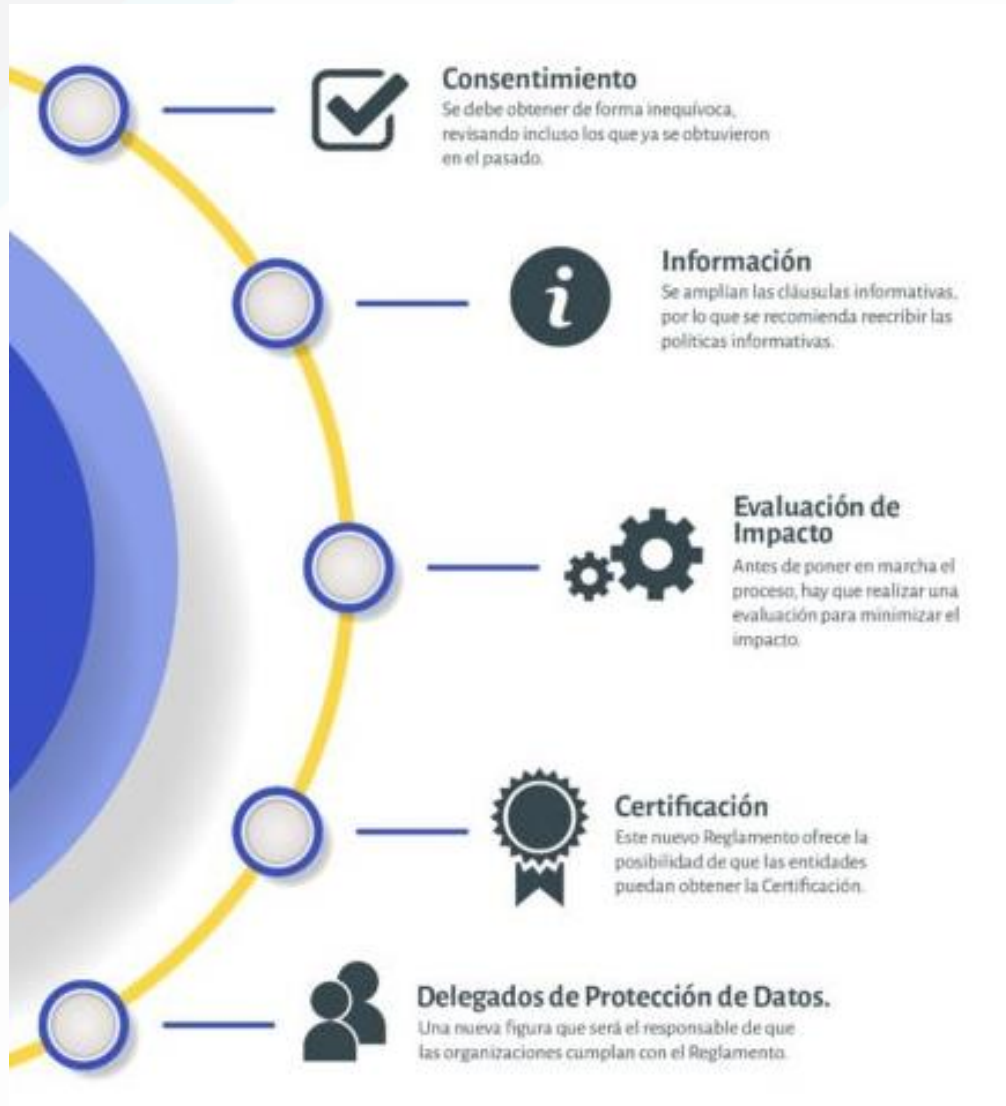 Consentimiento
Se debe obtener de forma inequívoca,
revisando incluso los que ya se obtuvieron
en el pasado.
Información
Se amplían las cláusulas informativas,
por lo que se recomienda reecribir las
políticas informativas.
Evaluación de
Impacto
Antes de poner en marcha el
proceso, hay que realizar una
evaluación para minimizar el
impacto.
Certificación
Este nuevo Reglamento ofrece la
posibilidad de que las entidades
puedan obtener la Certificación.
Delegados de Protección de Datos.
Una nueva figura que será el responsable de que
las organizaciones cumplan con el Reglamento.